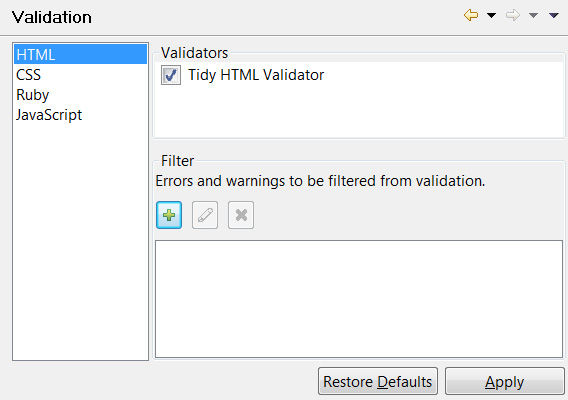 Validation
HTML
CSS
Ruby
JavaScript
Validators
Tidy HTML Validator
Filter
Errors and warnings to be filtered from validation.
Restore Defaults
Apply